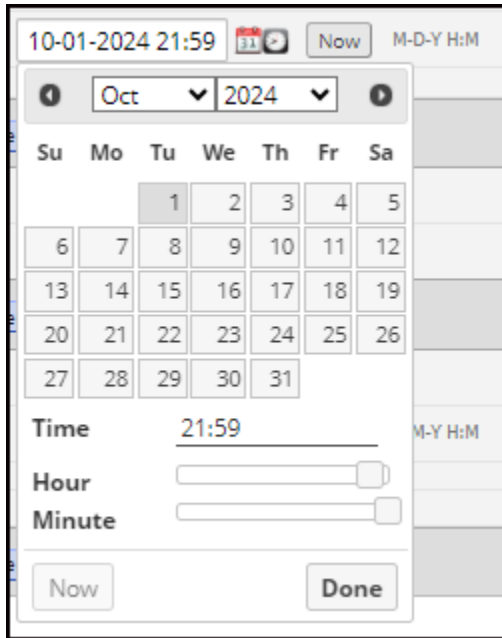 10-01-2024 21:59 31 Now M-D-Y H:M
Oct 2024
Su Mo Tu We Th Fr Sa
1 2 3 4 5
6 7 8 9 10 11 12
13 14 15 16 17 18 19
20 21 22 23 24 25 26
27 28 29 30 31
Time 21:59 M-Y H:M
Hour
Minute
Now Done